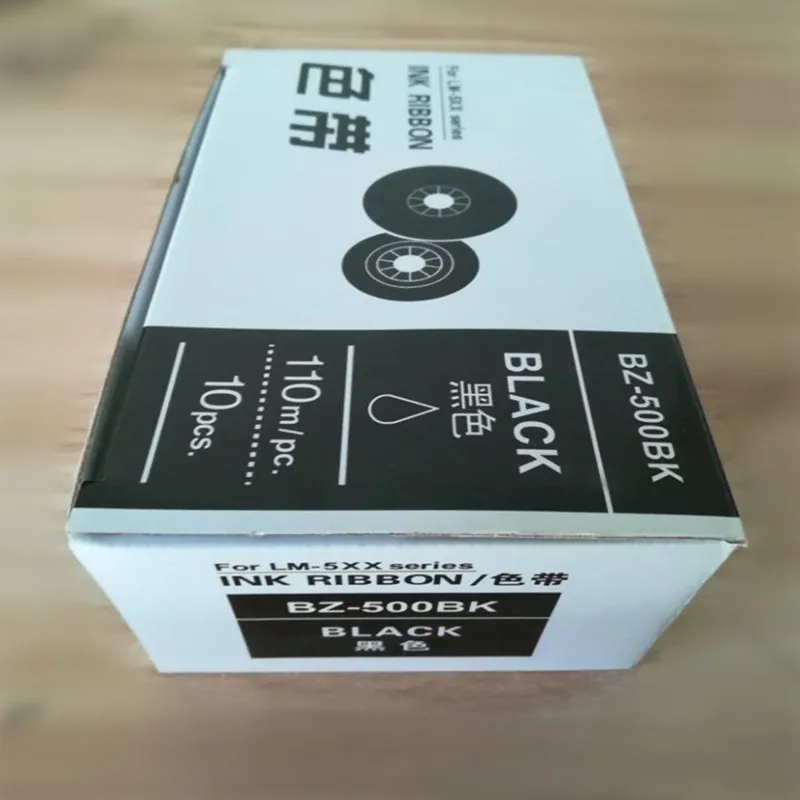 For LM-5XX series
INK RIBBON
色带
BZ-500BK
BLACK
黑色
110m/pc.
10pcs.
For LM-5XX series
INK RIBBON/色带
BZ-500BK
BLACK
黑色